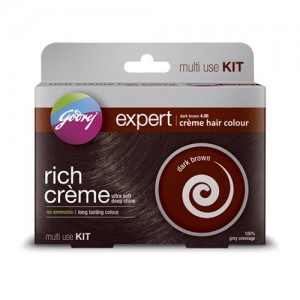 multi use KIT
Godrej
expert
dark brown 4.06
crème hair colour
dark brown
rich
crème
ultra soft
deep shine
no ammonia | long lasting colour
multi use KIT
100%
grey coverage